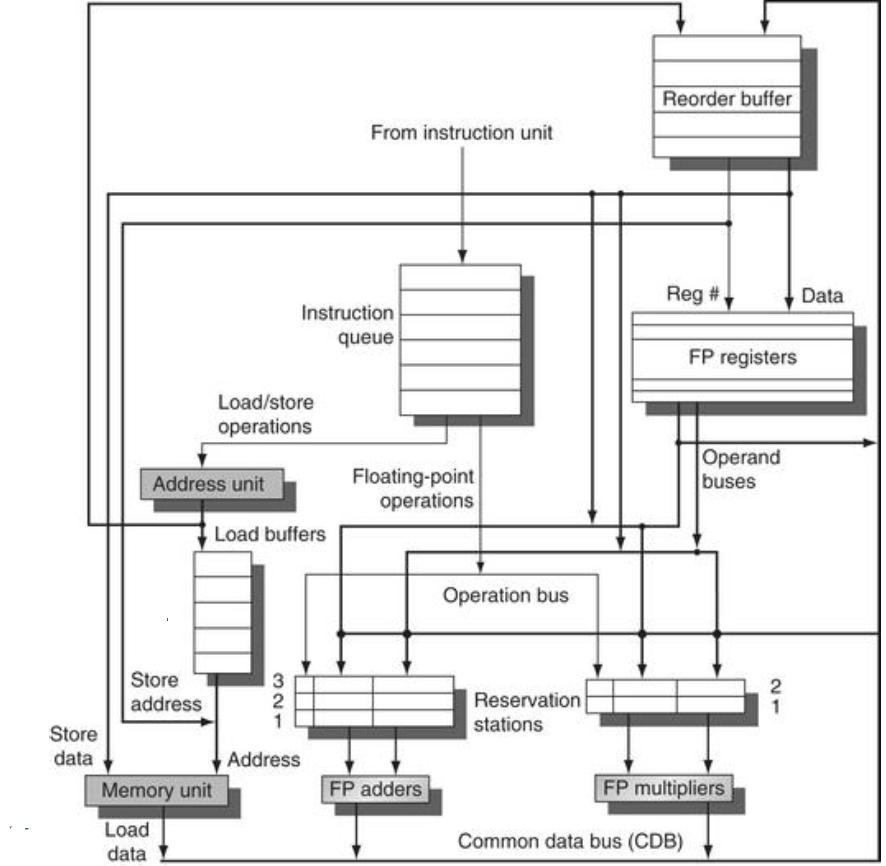 Reorder buffer
From instruction unit
Reg #
Data
Instruction
queue
FP registers
Load/store
operations
Operand
buses
Address unit
Floating-point
operations
Load buffers
Operation bus
3
2
1
Reservation
stations
2
1
Store
address
Store
data
Address
Memory unit
FP adders
FP multipliers
Load
data
Common data bus (CDB)